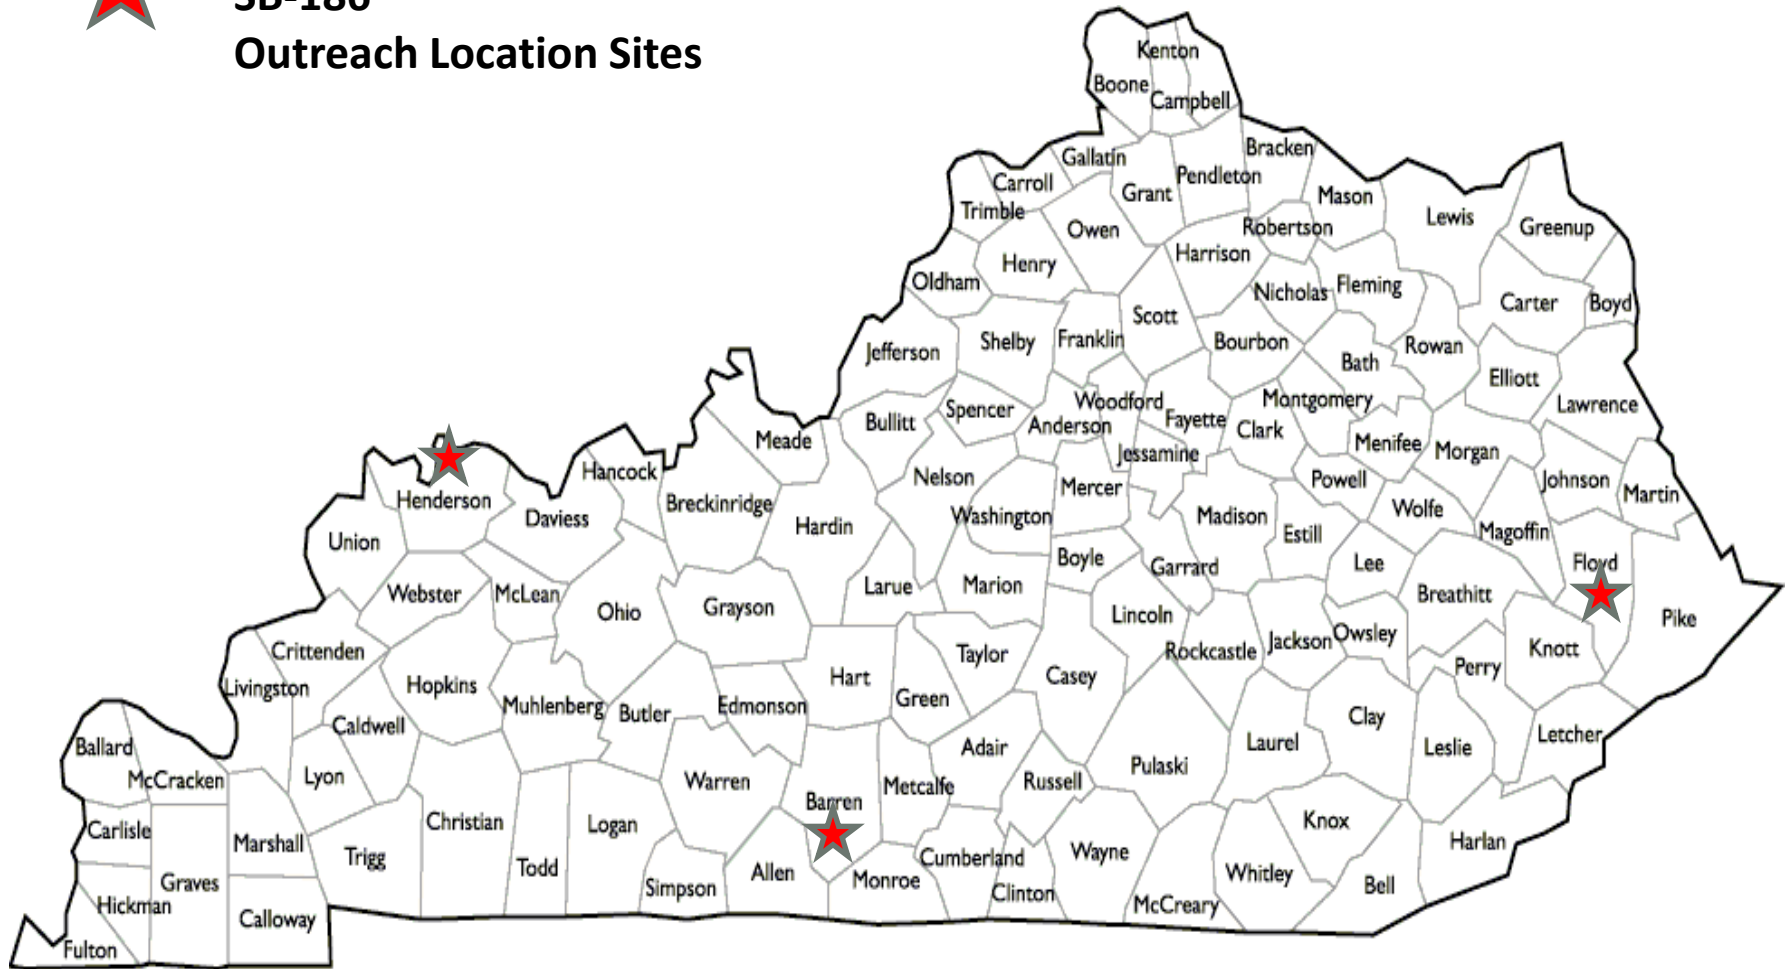 SB-186
Outreach Location Sites
Kenton
Boone
Campbell
Gallatin
Bracken
Carroll
Grant
Pendleton
Mason
Trimble
Owen
Robertson
Lewis
Greenup
Henry
Harrison
Oldham
Nicholas
Fleming
Carter
Boyd
Jefferson
Shelby
Franklin
Scott
Bourbon
Bath
Rowan
Elliott
Bullitt
Spencer
Anderson
Woodford
Fayette
Clark
Montgomery
Menifee
Morgan
Lawrence
Meade
Hancock
Henderson
Daviess
Breckinridge
Hardin
Nelson
Washington
Mercer
Jessamine
Madison
Estill
Powell
Wolfe
Magoffin
Johnson
Martin
Union
Webster
McLean
Ohio
Grayson
Larue
Marion
Boyle
Garrard
Lincoln
Lee
Breathitt
Floyd
Pike
Crittenden
Livingston
Hopkins
Muhlenberg
Butler
Edmonson
Hart
Green
Taylor
Casey
Rockcastle
Jackson
Owsley
Perry
Knott
Ballard
McCracken
Caldwell
Lyon
Warren
Barren
Metcalfe
Adair
Russell
Pulaski
Laurel
Clay
Leslie
Letcher
Carlisle
Marshall
Trigg
Christian
Todd
Logan
Simpson
Allen
Monroe
Cumberland
Clinton
Wayne
McCreary
Whitley
Knox
Bell
Harlan
Graves
Hickman
Fulton
Calloway